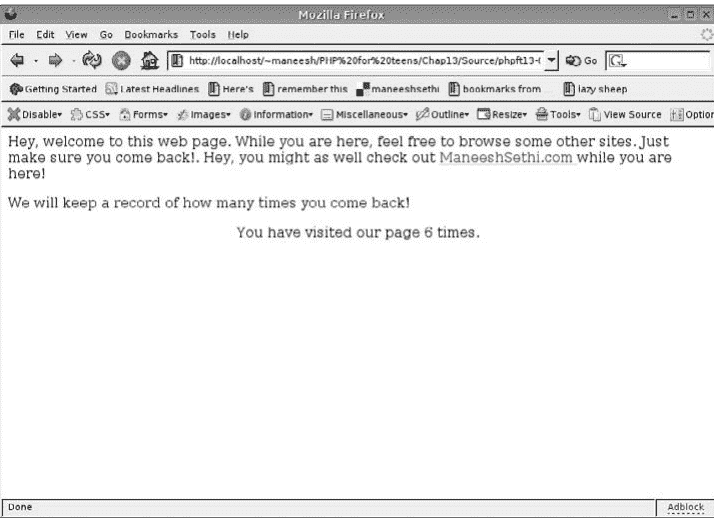 Mozilla Firefox
File Edit View Go Bookmarks Tools Help
http://localhost/~maneesh/PHP%20for%20teens/Chap13/Source/phpft13- Go
Getting Started Latest Headlines Here's remember this maneeshsethi bookmarks from ... lazy sheep
Disable CSS Forms Images Information Miscellaneous Outline Resize Tools View Source Option
Hey, welcome to this web page. While you are here, feel free to browse some other sites. Just
make sure you come back!. Hey, you might as well check out ManeeshSethi.com while you are
here!
We will keep a record of how many times you come back!
You have visited our page 6 times.
Done Adblock